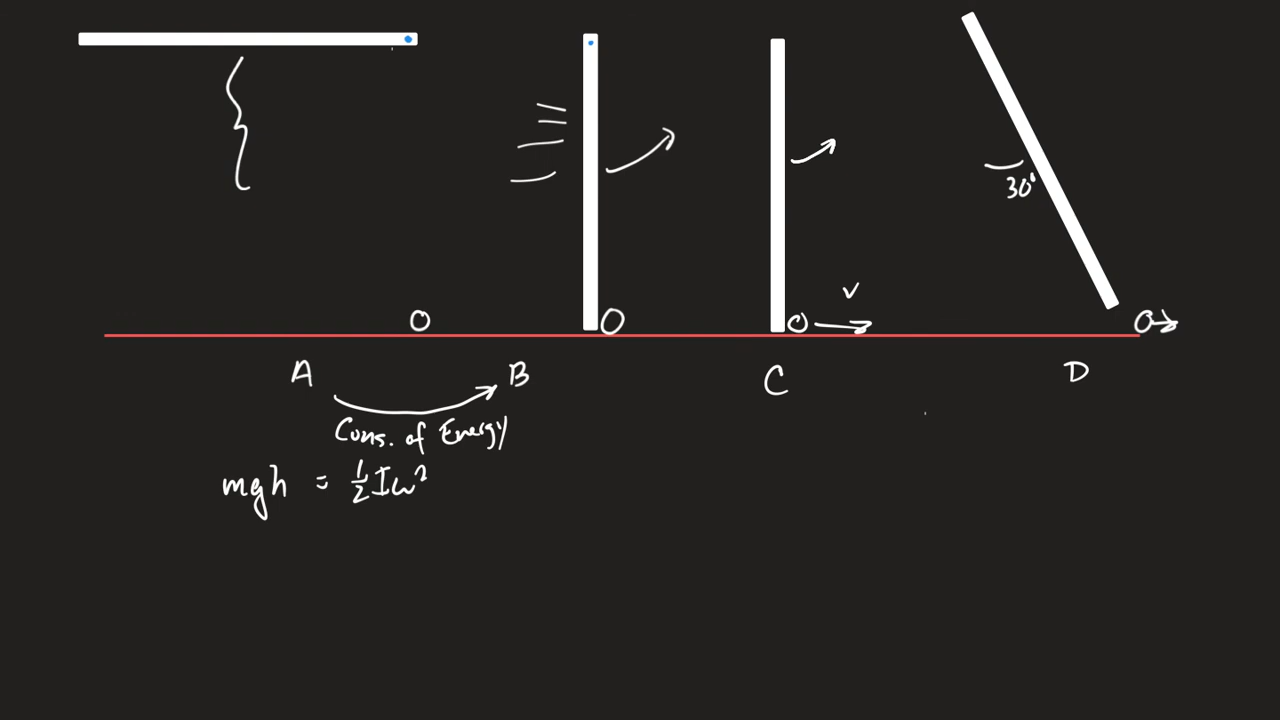 30°
V
A
B
C
D
Cons. of Energy
mgh = ½Iω²